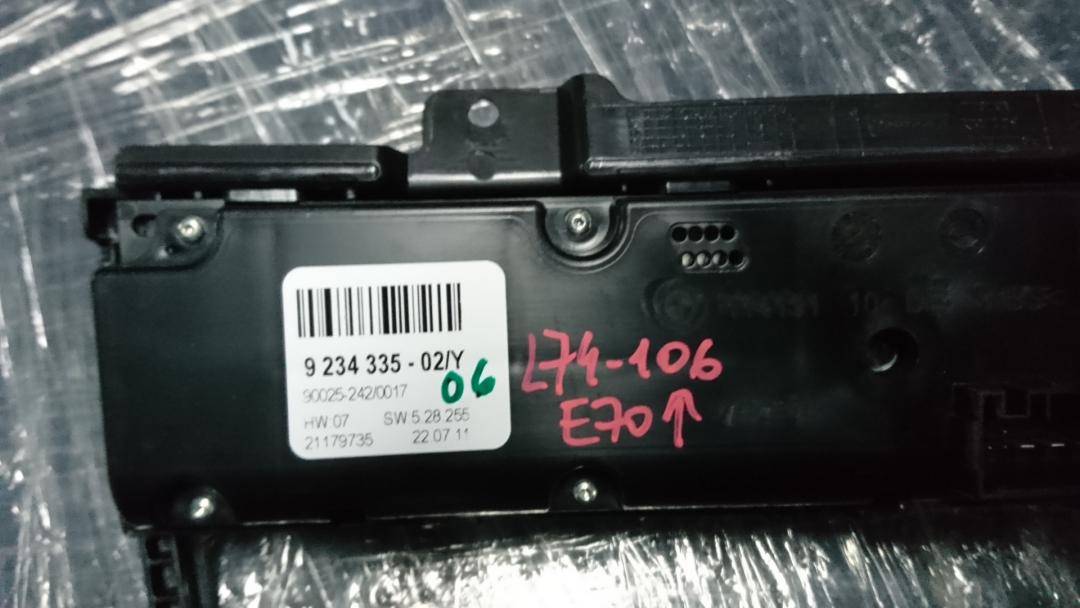 9 234 335 - 02/Y
06
90025-242/0017
HW:07 SW 5.28.255
21179735 22.07.11
L74-106
E70↑